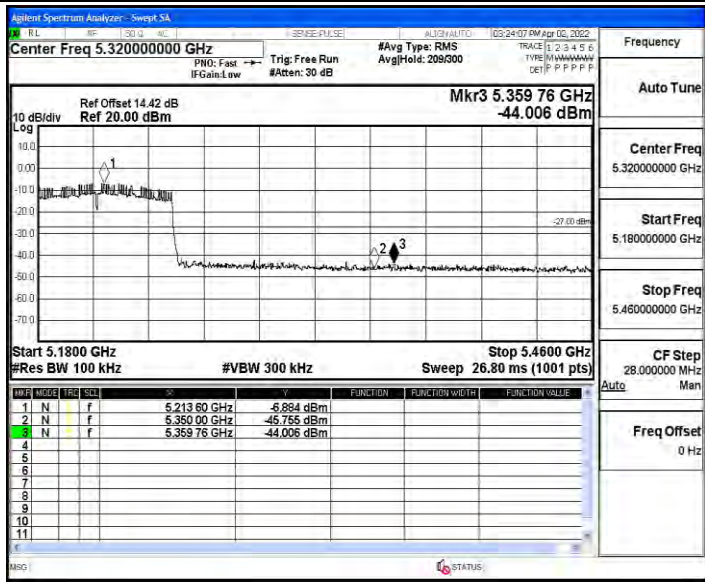 Agilent Spectrum Analyzer - Swept SA
RL RF 50 Ω AC SENSE:PULSE ALIGN AUTO 03:24:07 PM Apr 02, 2022
Center Freq 5.320000000 GHz
PNO: Fast
IFGain:Low
Trig: Free Run
#Atten: 30 dB
#Avg Type: RMS
Avg|Hold: 209/300
TRACE 1 2 3 4 5 6
TYPE MWWWWW
DET P P P P P P
Ref Offset 14.42 dB
10 dB/div Ref 20.00 dBm
Log
Mkr3 5.359 76 GHz
-44.006 dBm
10.0
0.00
-10.0
-20.0
-30.0
-40.0
-50.0
-60.0
-70.0
1
2
3
-27.00 dBm
Start 5.1800 GHz Stop 5.4600 GHz
#Res BW 100 kHz #VBW 300 kHz Sweep 26.80 ms (1001 pts)
MKR MODE TRC SCL X Y FUNCTION FUNCTION WIDTH FUNCTION VALUE
1 N f 5.213 60 GHz -6.884 dBm
2 N f 5.350 00 GHz -45.755 dBm
3 N f 5.359 76 GHz -44.006 dBm
4
5
6
7
8
9
10
11
MSG STATUS
Frequency
Auto Tune
Center Freq
5.320000000 GHz
Start Freq
5.180000000 GHz
Stop Freq
5.460000000 GHz
CF Step
28.000000 MHz
Auto Man
Freq Offset
0 Hz